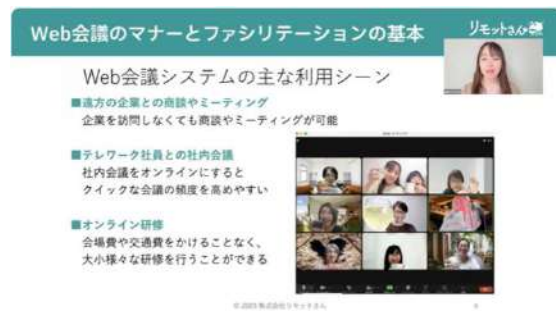 Web会議のマナーとファシリテーションの基本
リモットさん
Web会議システムの主な利用シーン
■遠方の企業との商談やミーティング
企業を訪問しなくても商談やミーティングが可能
■テレワーク社員との社内会議
社内会議をオンラインにすると
クイックな会議の頻度を高めやすい
■オンライン研修
会場費や交通費をかけることなく、
大小様々な研修を行うことができる